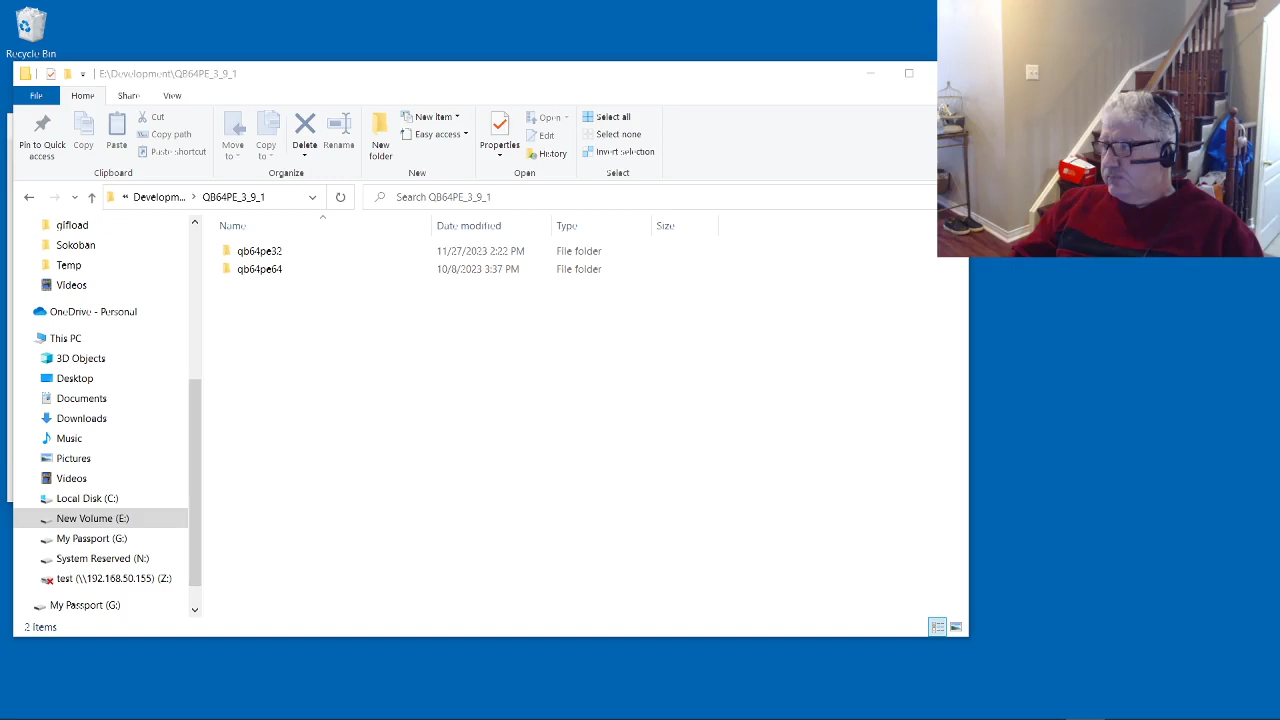 Recycle Bin
E:\Development\QB64PE_3_9_1
File Home Share View
Pin to Quick access
Copy
Paste
Cut
Copy path
Paste shortcut
Clipboard
Move to
Copy to
Delete
Rename
Organize
New folder
New item
Easy access
New
Properties
Open
Edit
History
Open
Select all
Select none
Invert selection
Select
Developm... > QB64PE_3_9_1
Search QB64PE_3_9_1
Name Date modified Type Size
qb64pe32 11/27/2023 2:22 PM File folder
qb64pe64 10/8/2023 3:37 PM File folder
glfload
Sokoban
Temp
Videos
OneDrive - Personal
This PC
3D Objects
Desktop
Documents
Downloads
Music
Pictures
Videos
Local Disk (C:)
New Volume (E:)
My Passport (G:)
System Reserved (N:)
test (\\192.168.50.155) (Z:)
My Passport (G:)
2 items